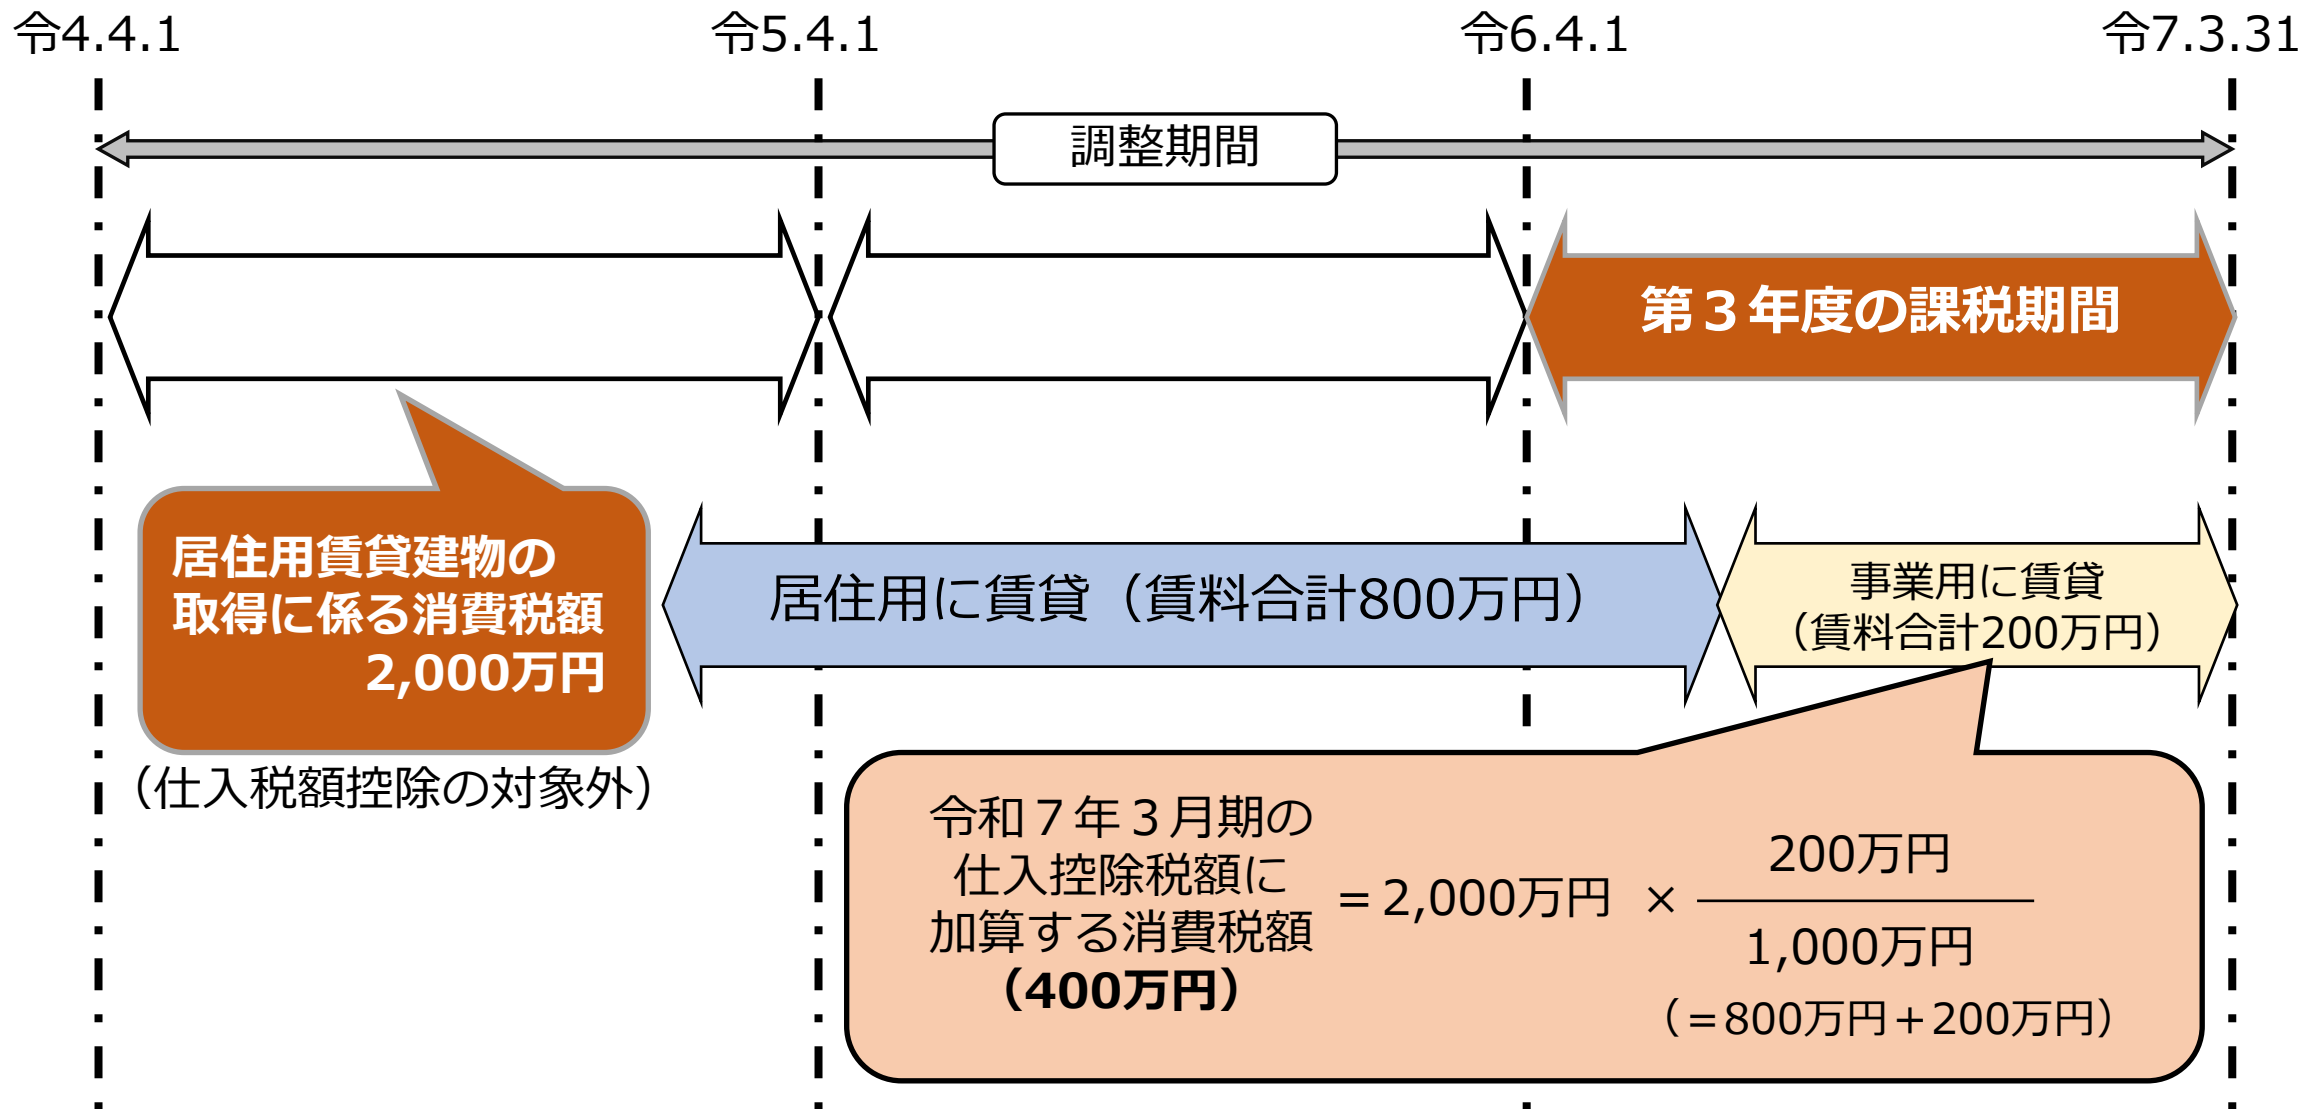 令4.4.1
令5.4.1
令6.4.1
令7.3.31
調整期間
第３年度の課税期間
居住用賃貸建物の
取得に係る消費税額
2,000万円
（仕入税額控除の対象外）
居住用に賃貸（賃料合計800万円）
事業用に賃貸
（賃料合計200万円）
令和７年３月期の
仕入控除税額に
加算する消費税額
（400万円）
＝2,000万円 ×
200万円
1,000万円
（＝800万円＋200万円）